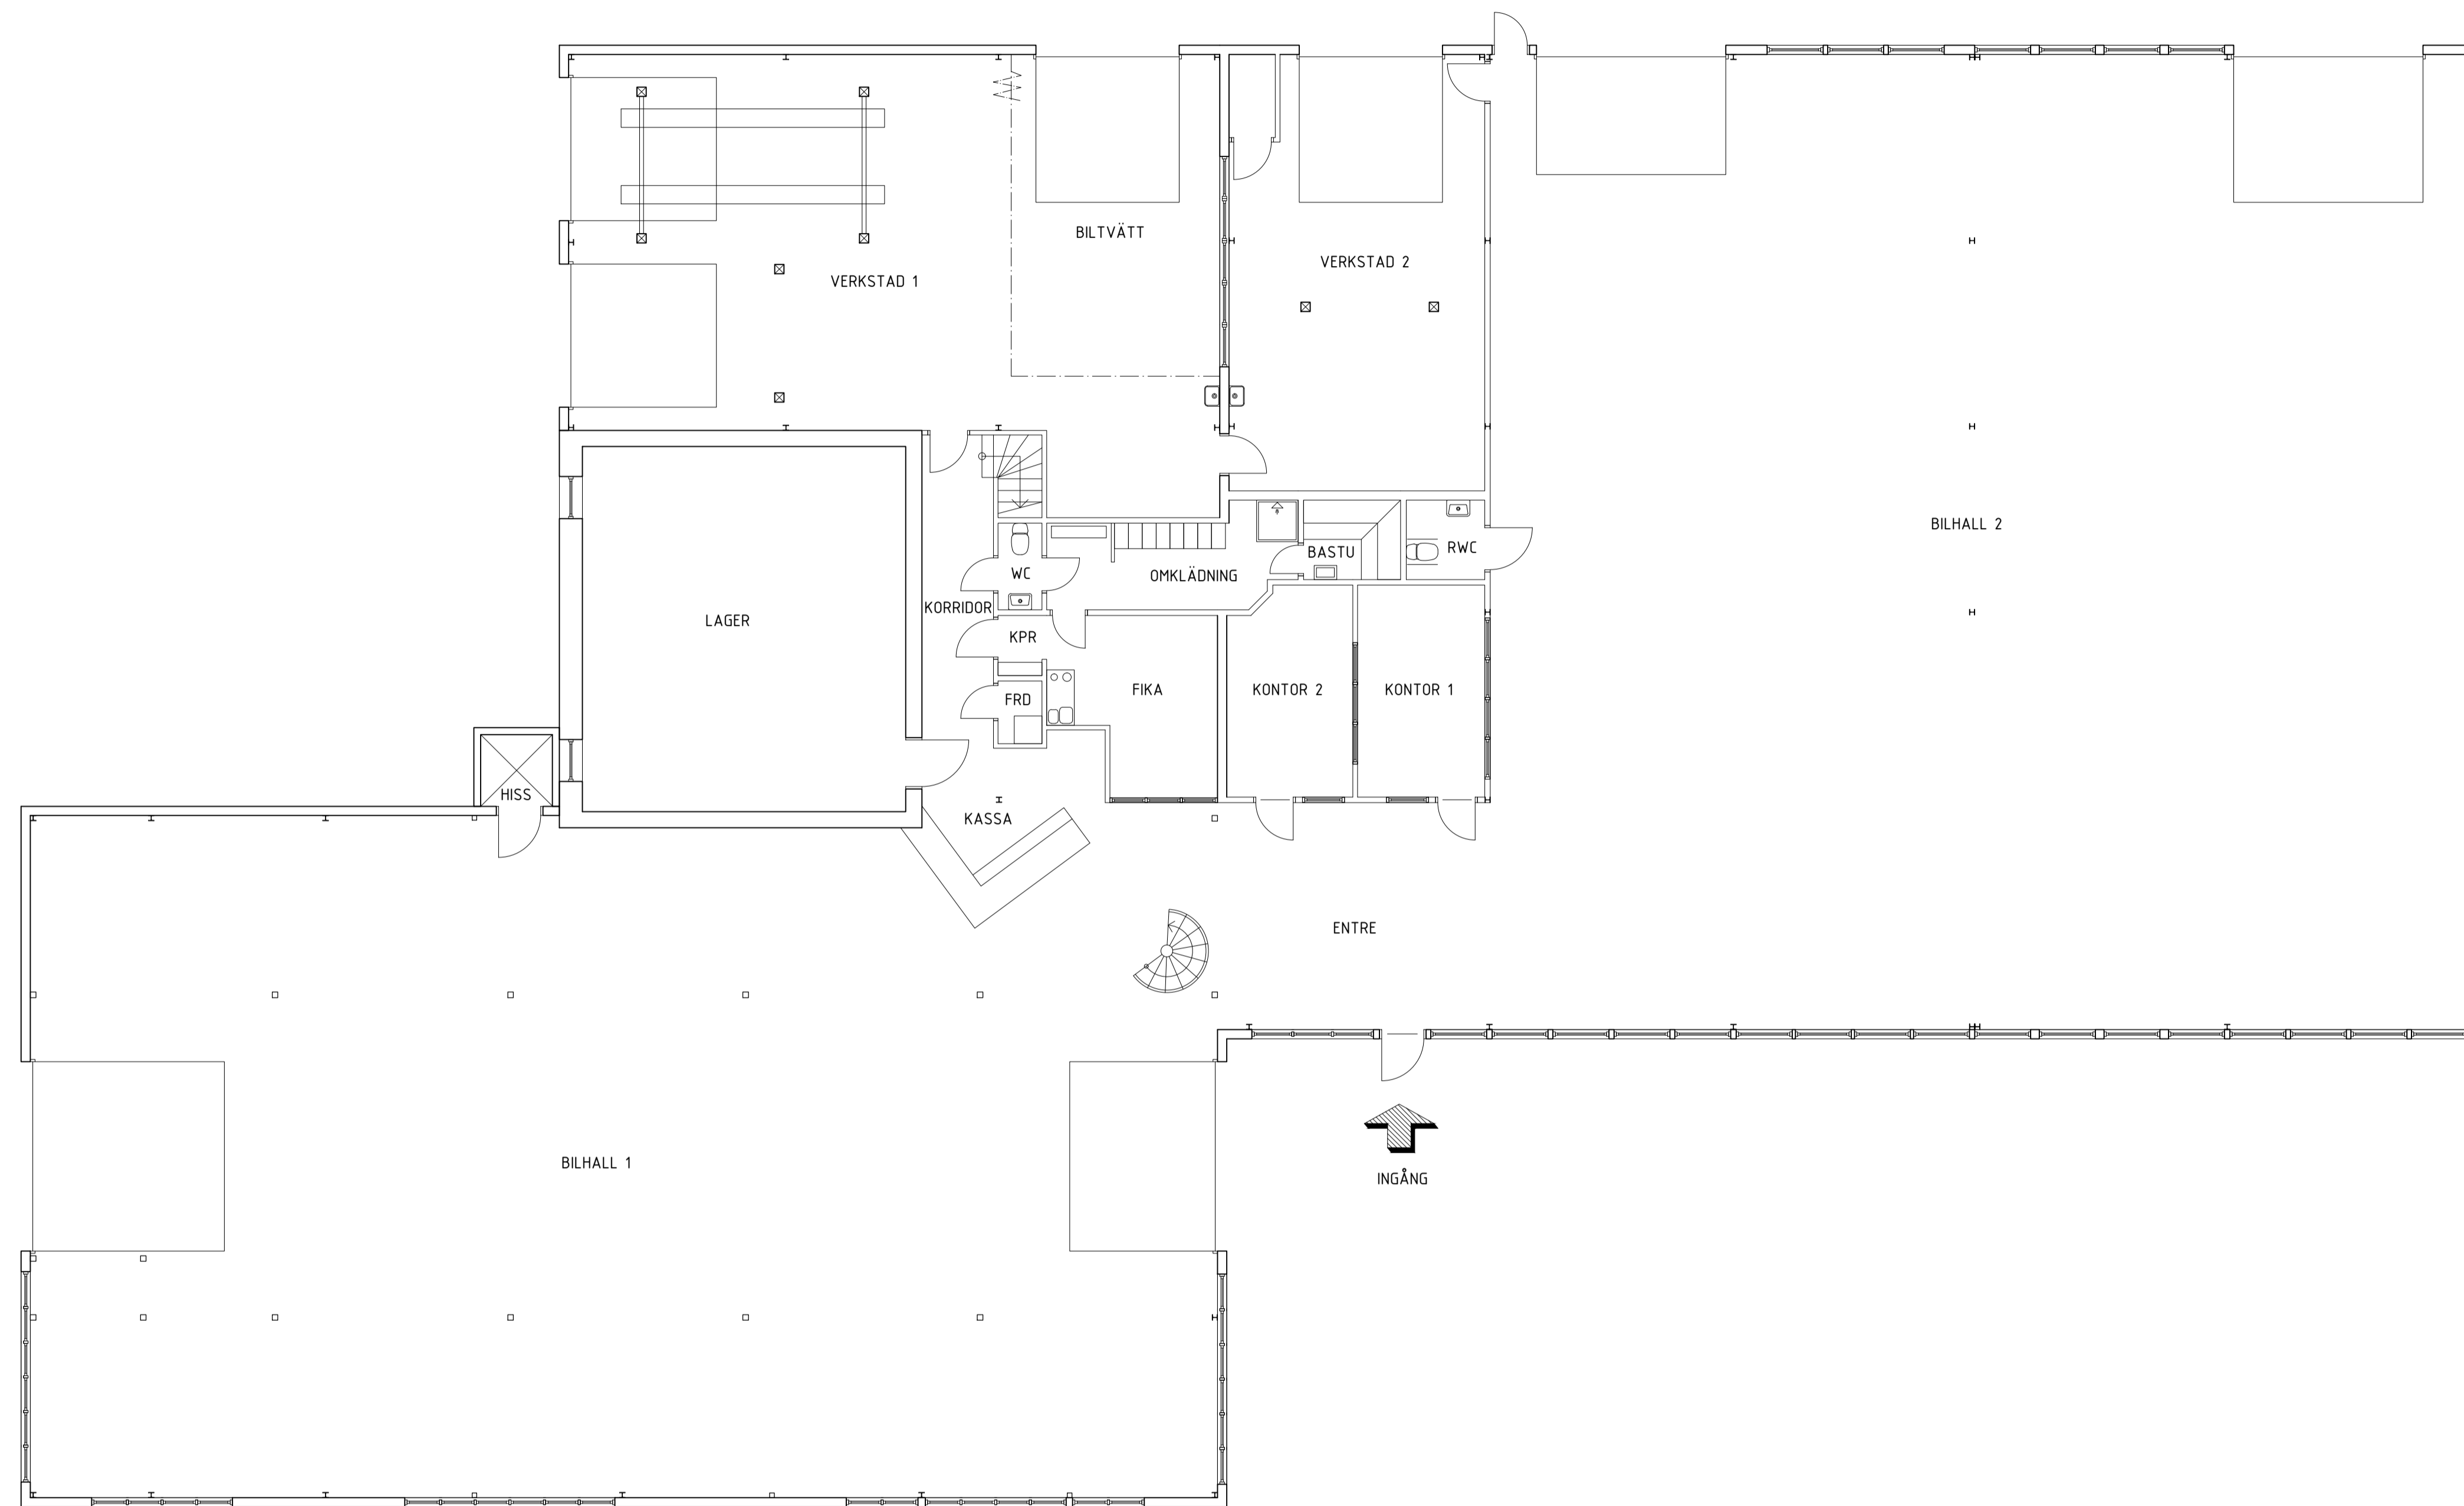 BILTVÄTT
VERKSTAD 2
VERKSTAD 1
BILHALL 2
BASTU
RWC
WC
OMKLÄDNING
KORRIDOR
LAGER
KPR
FIKA
KONTOR 2
KONTOR 1
FRD
HISS
KASSA
ENTRE
BILHALL 1
INGÅNG